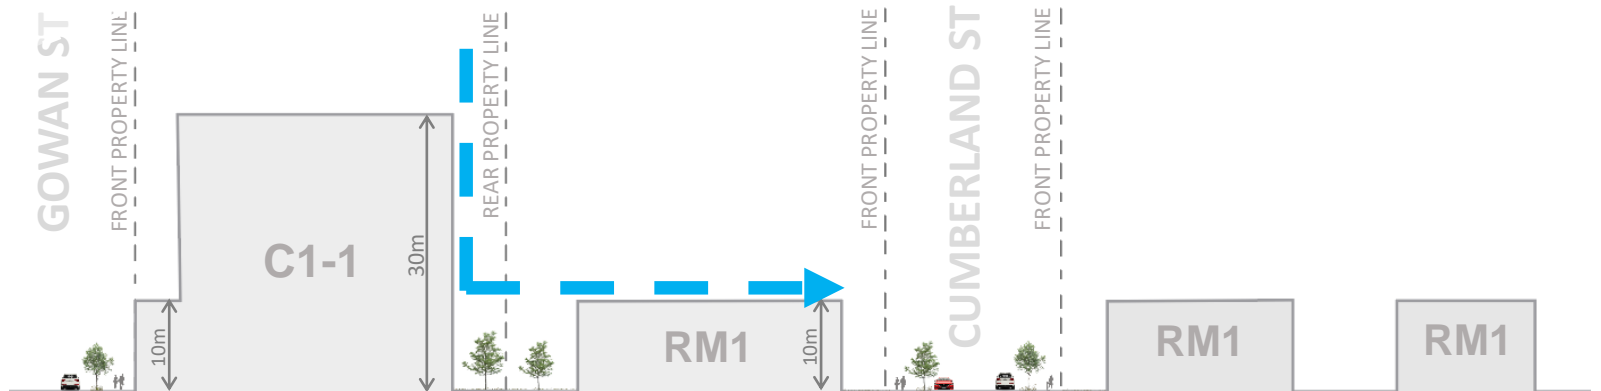 GOWAN ST
FRONT PROPERTY LINE
10m
C1-1
30m
REAR PROPERTY LINE
RM1
10m
FRONT PROPERTY LINE
CUMBERLAND ST
FRONT PROPERTY LINE
RM1
RM1